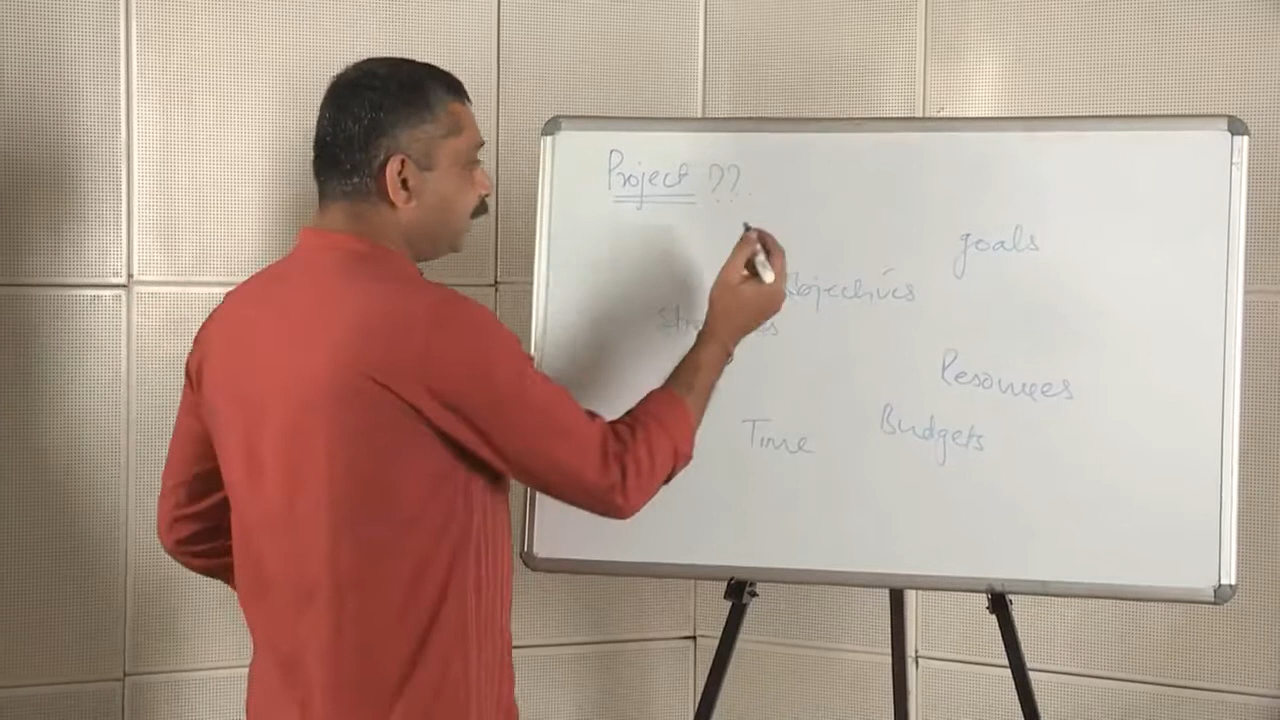 Project ??
goals
Objectives
Resources
Budgets
Time